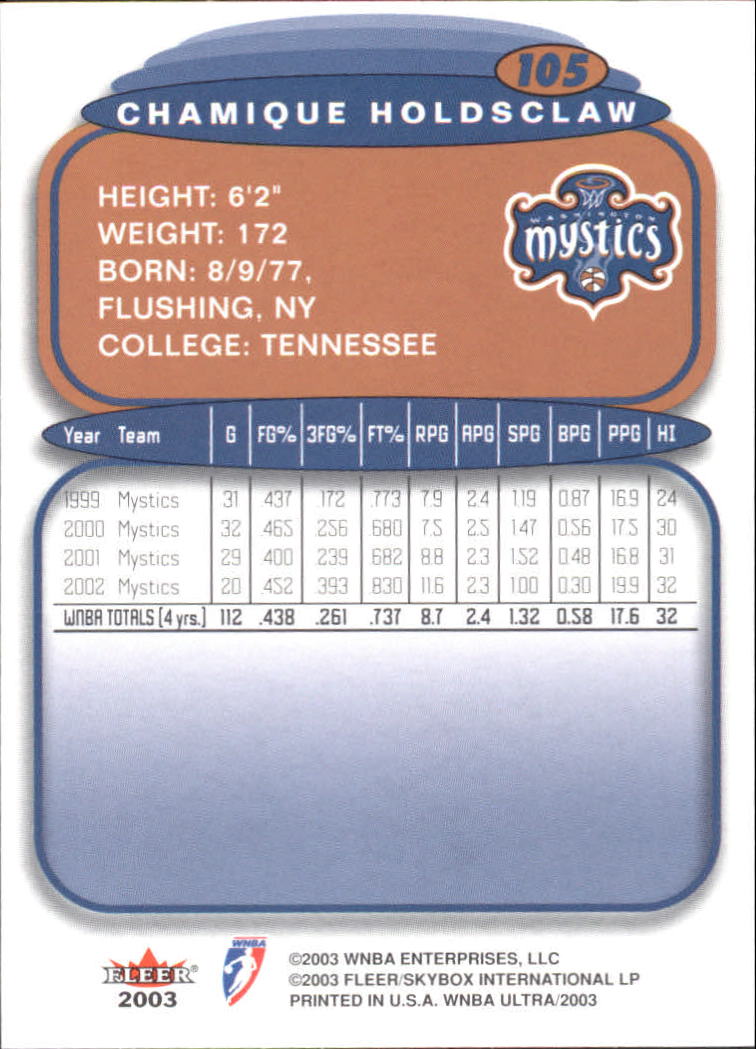 105
CHAMIQUE HOLDSCLAW
HEIGHT: 6'2"
WEIGHT: 172
BORN: 8/9/77,
FLUSHING, NY
COLLEGE: TENNESSEE
WASHINGTON
mystics
Year Team G FG% 3FG% FT% RPG APG SPG BPG PPG HI
1999 Mystics 31 .437 .172 .773 7.9 2.4 1.19 0.87 16.9 24
2000 Mystics 32 .465 .256 .680 7.5 2.5 1.47 0.56 17.5 30
2001 Mystics 29 .400 .239 .682 8.8 2.3 1.52 0.48 16.8 31
2002 Mystics 20 .452 .393 .830 11.6 2.3 1.00 0.30 19.9 32
WNBA TOTALS (4 yrs.) 112 .438 .261 .737 8.7 2.4 1.32 0.58 17.6 32
FLEER®
2003
WNBA
©2003 WNBA ENTERPRISES, LLC
©2003 FLEER/SKYBOX INTERNATIONAL LP
PRINTED IN U.S.A. WNBA ULTRA/2003